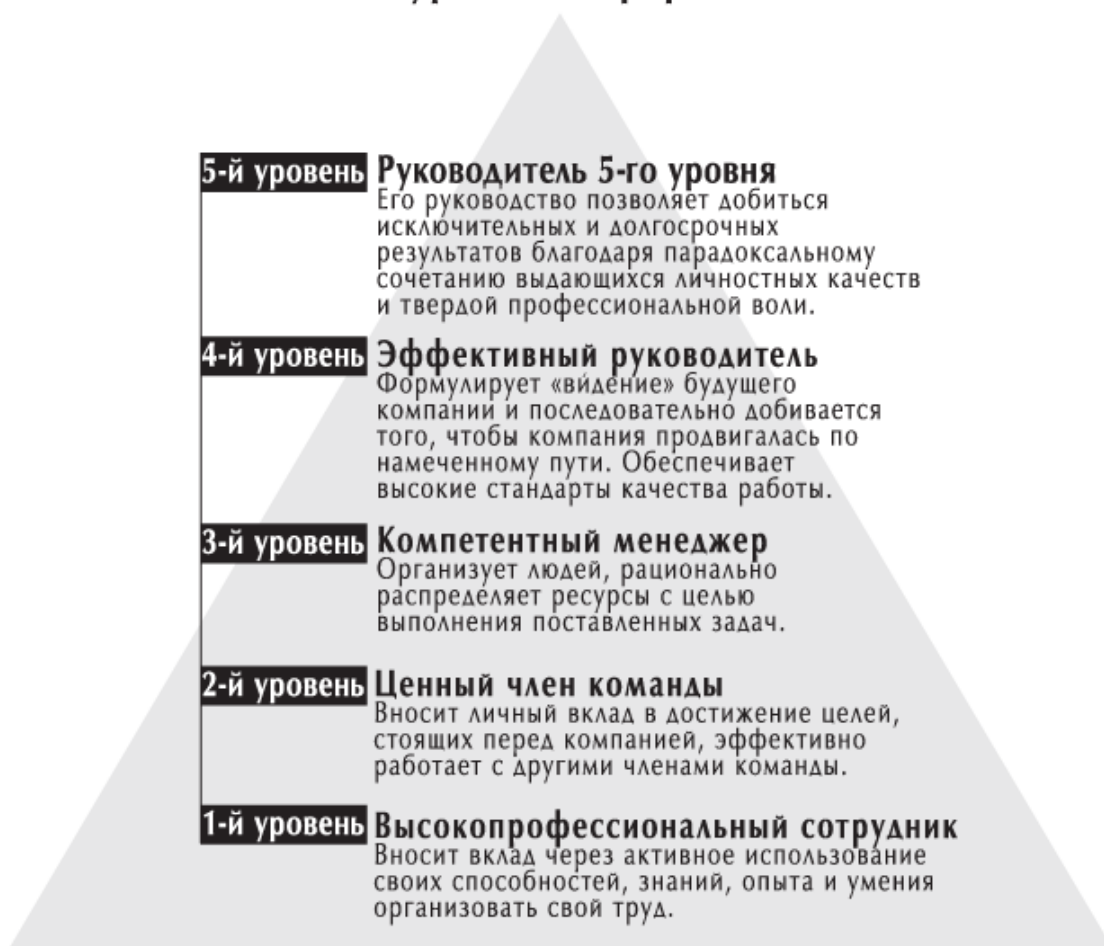 5-й уровень Руководитель 5-го уровня
Его руководство позволяет добиться
исключительных и долгосрочных
результатов благодаря парадоксальному
сочетанию выдающихся личностных качеств
и твердой профессиональной воли.
4-й уровень Эффективный руководитель
Формулирует «ви́дение» будущего
компании и последовательно добивается
того, чтобы компания продвигалась по
намеченному пути. Обеспечивает
высокие стандарты качества работы.
3-й уровень Компетентный менеджер
Организует людей, рационально
распределяет ресурсы с целью
выполнения поставленных задач.
2-й уровень Ценный член команды
Вносит личный вклад в достижение целей,
стоящих перед компанией, эффективно
работает с другими членами команды.
1-й уровень Высокопрофессиональный сотрудник
Вносит вклад через активное использование
своих способностей, знаний, опыта и умения
организовать свой труд.